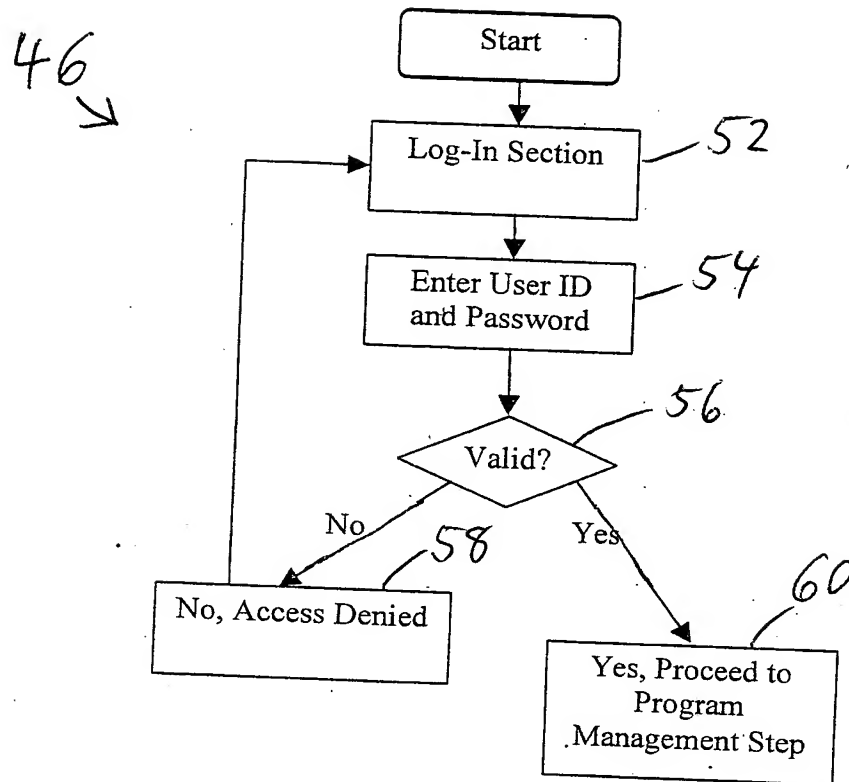 46
Start
Log-In Section
52
Enter User ID
and Password
54
Valid?
56
No
Yes
58
No, Access Denied
60
Yes, Proceed to
Program
Management Step